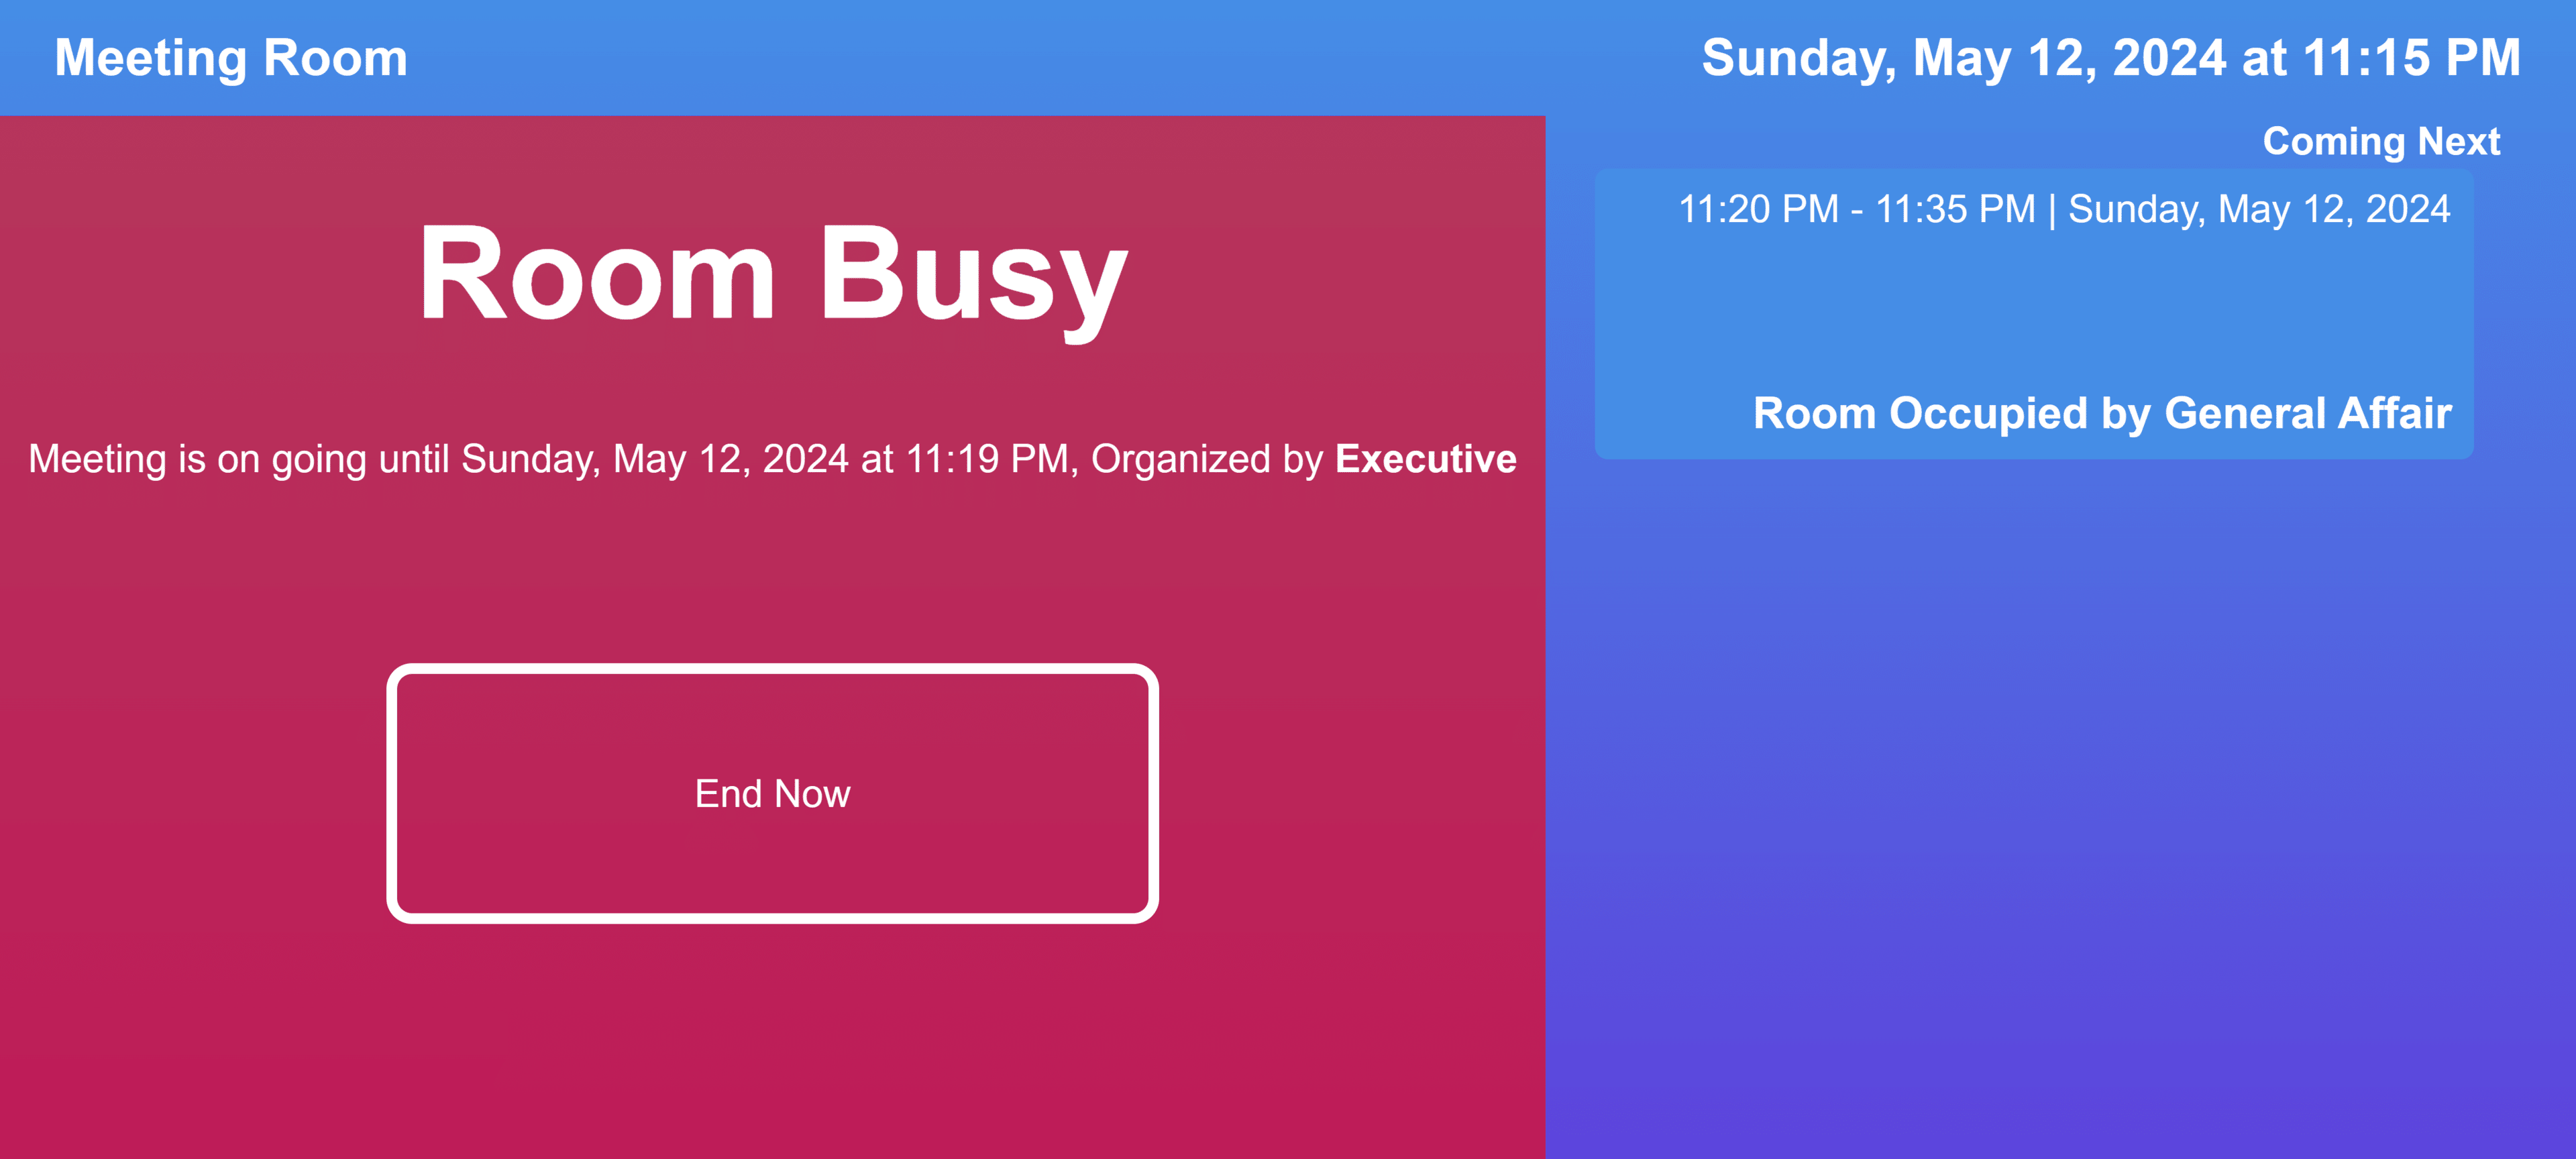 Meeting Room
Sunday, May 12, 2024 at 11:15 PM
Room Busy
Meeting is on going until Sunday, May 12, 2024 at 11:19 PM, Organized by Executive
End Now
Coming Next
11:20 PM - 11:35 PM | Sunday, May 12, 2024
Room Occupied by General Affair